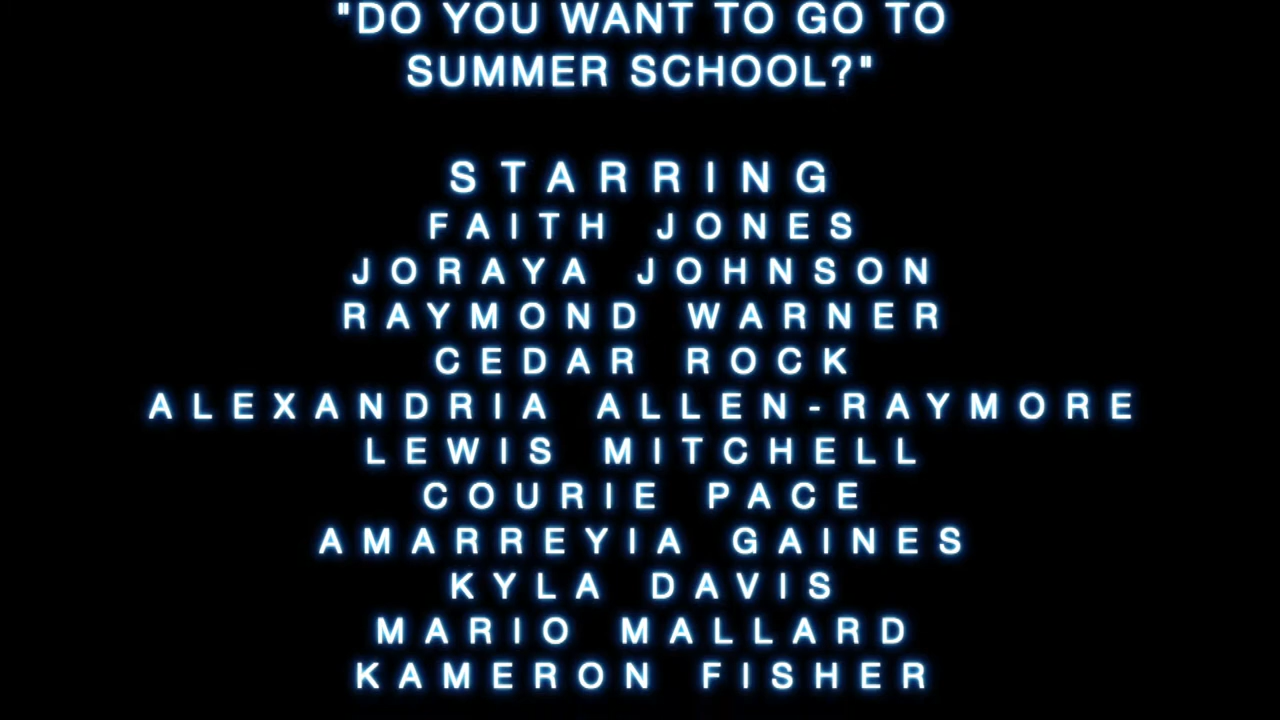 "DO YOU WANT TO GO TO
SUMMER SCHOOL?"
STARRING
FAITH JONES
JORAYA JOHNSON
RAYMOND WARNER
CEDAR ROCK
ALEXANDRIA ALLEN-RAYMORE
LEWIS MITCHELL
COURIE PACE
AMARREYIA GAINES
KYLA DAVIS
MARIO MALLARD
KAMERON FISHER